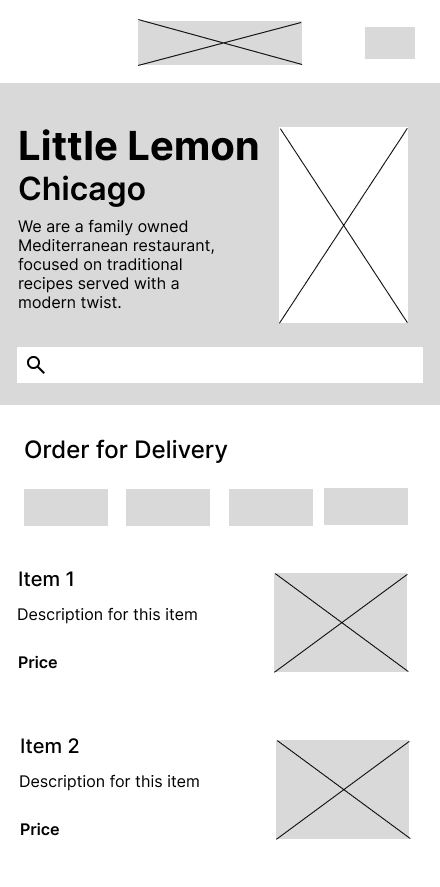 Little Lemon
Chicago
We are a family owned
Mediterranean restaurant,
focused on traditional
recipes served with a
modern twist.
Order for Delivery
Item 1
Description for this item
Price
Item 2
Description for this item
Price